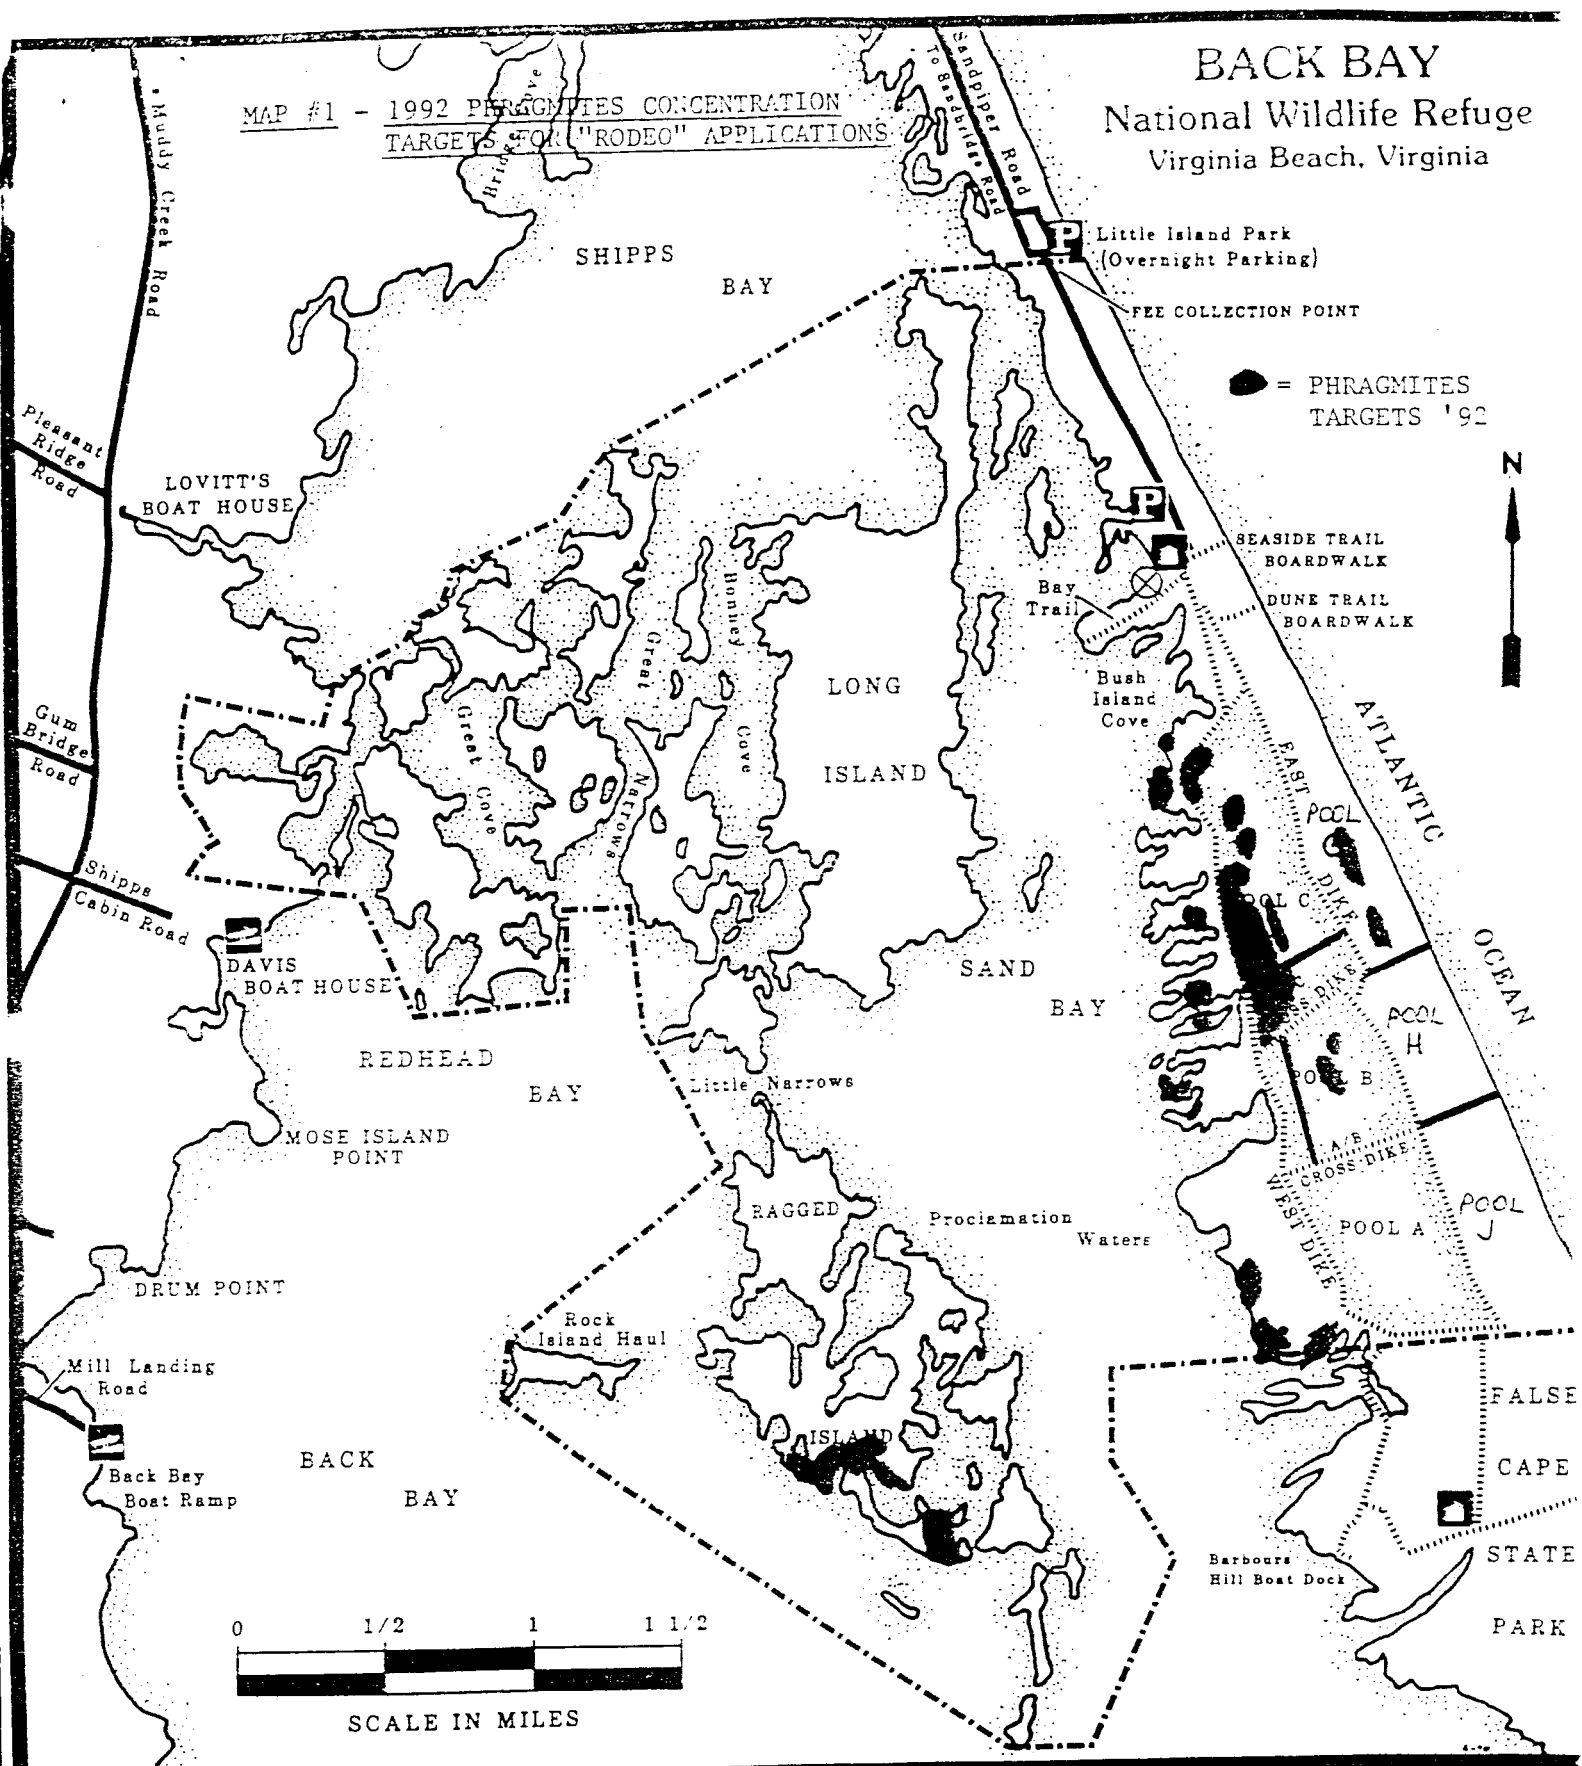 BACK BAY
National Wildlife Refuge
Virginia Beach, Virginia
MAP #1 - 1992 PHRAGMITES CONCENTRATION
TARGETS FOR "RODEO" APPLICATIONS
Muddy Creek Road
Bridges Cove
Sandpiper Road
To Sandbridge Road
SHIPPS
BAY
P
Little Island Park
(Overnight Parking)
FEE COLLECTION POINT
= PHRAGMITES
TARGETS '92
N
Pleasant
Ridge
Road
LOVITT'S
BOAT HOUSE
P
SEASIDE TRAIL
BOARDWALK
Bay
Trail
DUNE TRAIL
BOARDWALK
Honney
Cove
Great
Narrows
Great
Cove
LONG
ISLAND
Bush
Island
Cove
ATLANTIC
OCEAN
Gum
Bridge
Road
EAST
DIKE
POOL
Shipps
Cabin Road
POOL C
DAVIS
BOAT HOUSE
SAND
BAY
DIKE
POOL
H
REDHEAD
BAY
Little Narrows
POOL B
MOSE ISLAND
POINT
A/B
CROSS DIKE
RAGGED
ISLAND
Proclamation
Waters
WEST DIKE
POOL A
POOL
J
DRUM POINT
Rock
Island Haul
Mill Landing
Road
FALSE
CAPE
STATE
PARK
BACK
BAY
Back Bay
Boat Ramp
Barbours
Hill Boat Dock
0 1/2 1 1 1/2
SCALE IN MILES